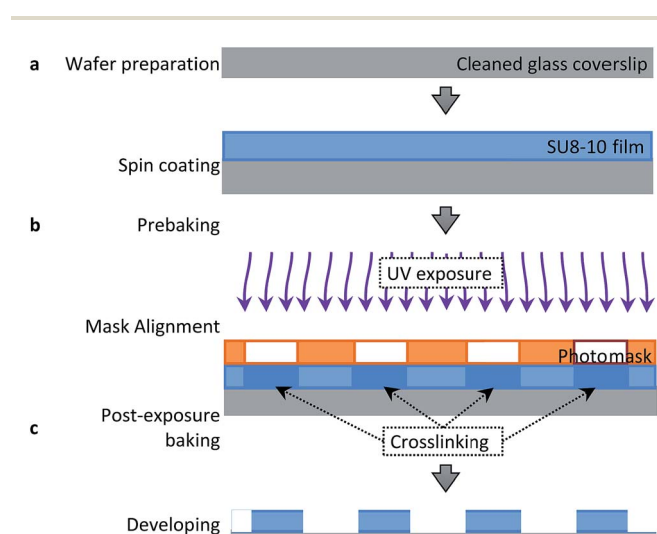 a Wafer preparation Cleaned glass coverslip
SU8-10 film
Spin coating
b Prebaking
UV exposure
Mask Alignment
Photomask
Post-exposure
baking
c Crosslinking
Developing